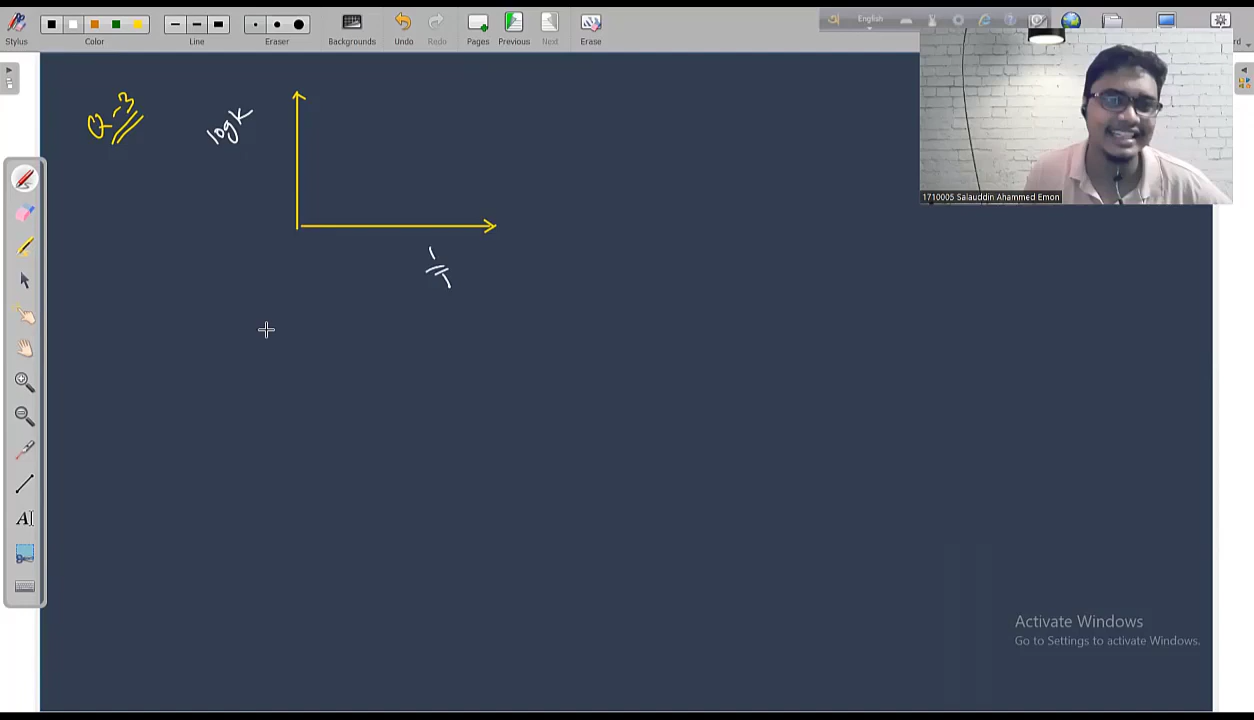 Stylus
Color
Line
Eraser
Backgrounds
Undo
Redo
Pages
Previous
Next
Erase
English
rd
Q-3
log K
1/T
1710005 Salauddin Ahammed Emon
A
Activate Windows
Go to Settings to activate Windows.